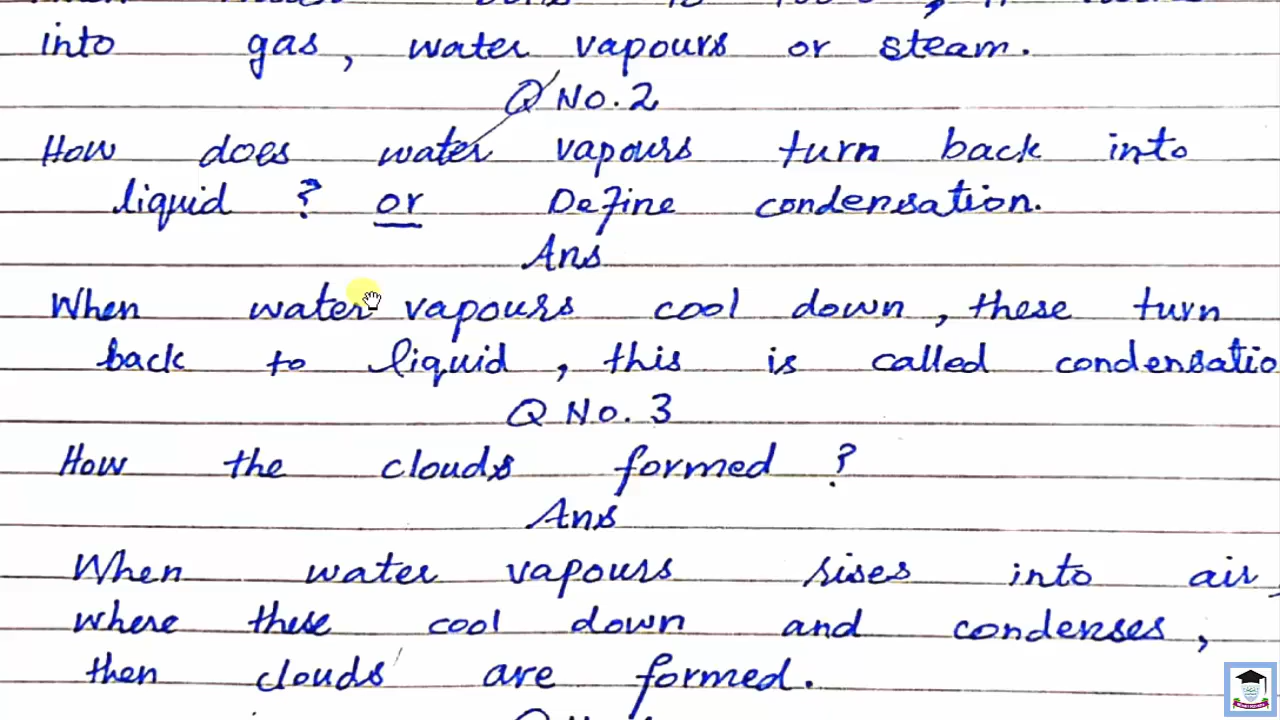 into gas, water vapours or steam.
Q No. 2
How does water vapours turn back into
liquid ? or Define condensation.
Ans
When water vapours cool down, these turn
back to liquid, this is called condensatio
Q No. 3
How the clouds formed ?
Ans
When water vapours rises into air,
where these cool down and condenses,
then clouds are formed.